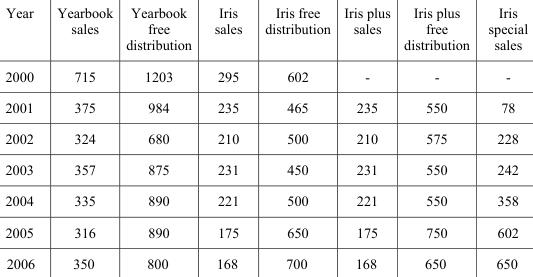 Year Yearbook sales Yearbook free distribution Iris sales Iris free distribution Iris plus sales Iris plus free distribution Iris special sales
2000 715 1203 295 602 - - -
2001 375 984 235 465 235 550 78
2002 324 680 210 500 210 575 228
2003 357 875 231 450 231 550 242
2004 335 890 221 500 221 550 358
2005 316 890 175 650 175 750 602
2006 350 800 168 700 168 650 650